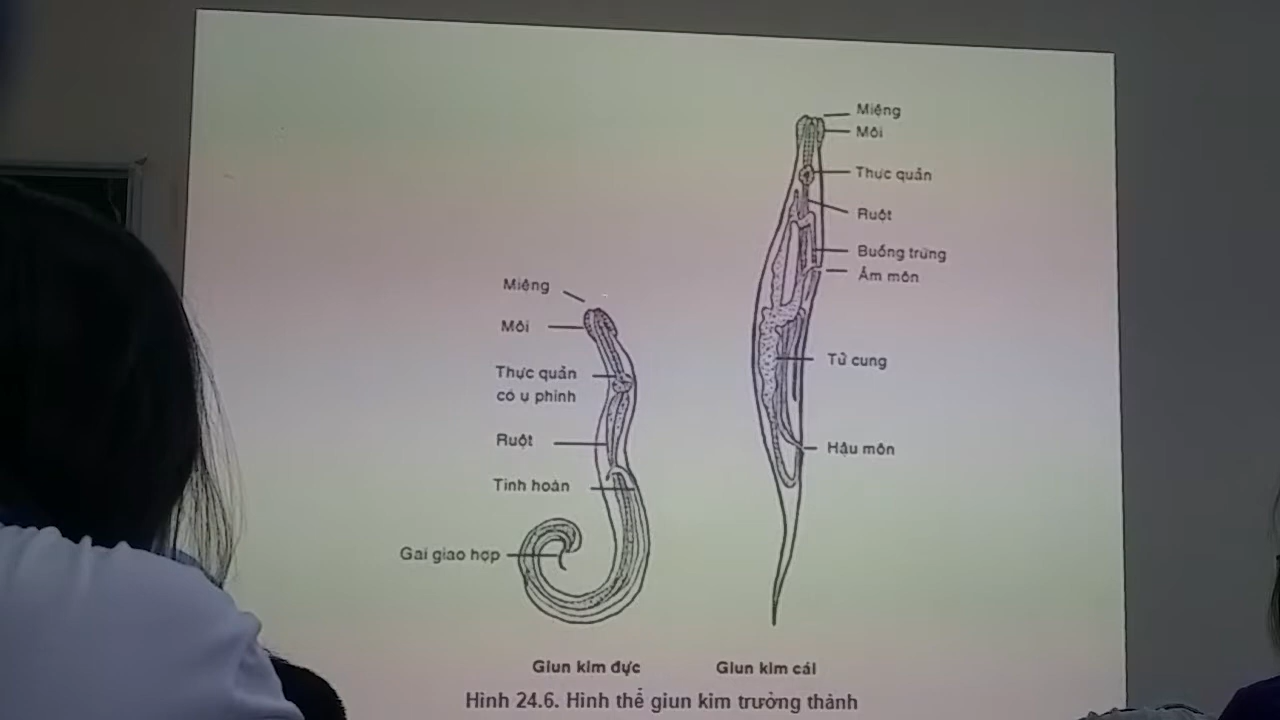 Miệng
Môi
Thực quản
Ruột
Buồng trứng
Âm môn
Tử cung
Hậu môn
Miệng
Môi
Thực quản
có ụ phình
Ruột
Tinh hoàn
Gai giao hợp
Giun kim đực
Giun kim cái
Hình 24.6. Hình thể giun kim trưởng thành